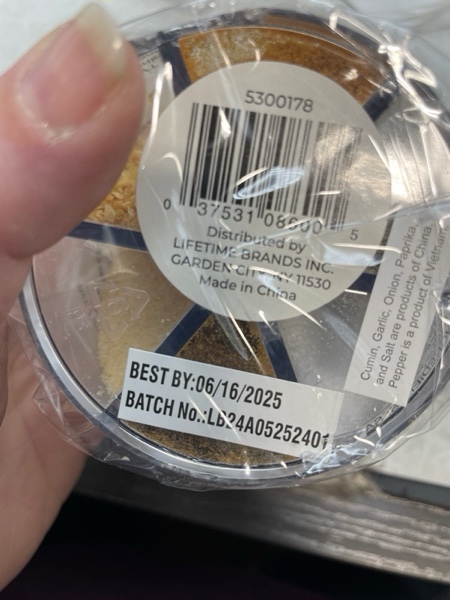 5300178
0 37531 08600 5
Distributed by
LIFETIME BRANDS INC.
GARDEN CITY, NY 11530
Made in China
Cumin, Garlic, Onion, Paprika,
and Salt are products of China.
Pepper is a product of Vietnam
BEST BY:06/16/2025
BATCH No.:LB24A05252401